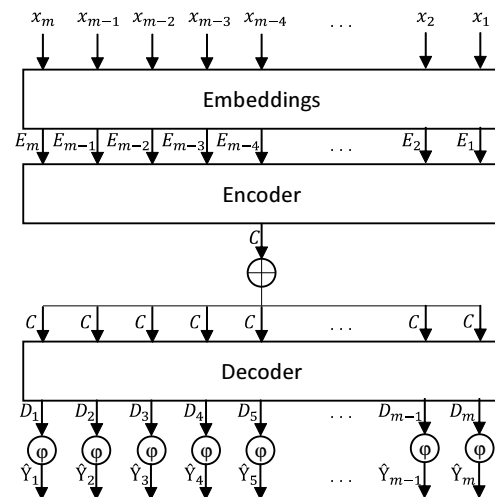 x_m x_{m−1} x_{m−2} x_{m−3} x_{m−4} . . . x_2 x_1
Embeddings
E_m E_{m−1} E_{m−2} E_{m−3} E_{m−4} . . . E_2 E_1
Encoder
C
C C C C C . . . C C
Decoder
D_1 D_2 D_3 D_4 D_5 . . . D_{m−1} D_m
φ φ φ φ φ . . . φ φ
Ŷ_1 Ŷ_2 Ŷ_3 Ŷ_4 Ŷ_5 . . . Ŷ_{m−1} Ŷ_m